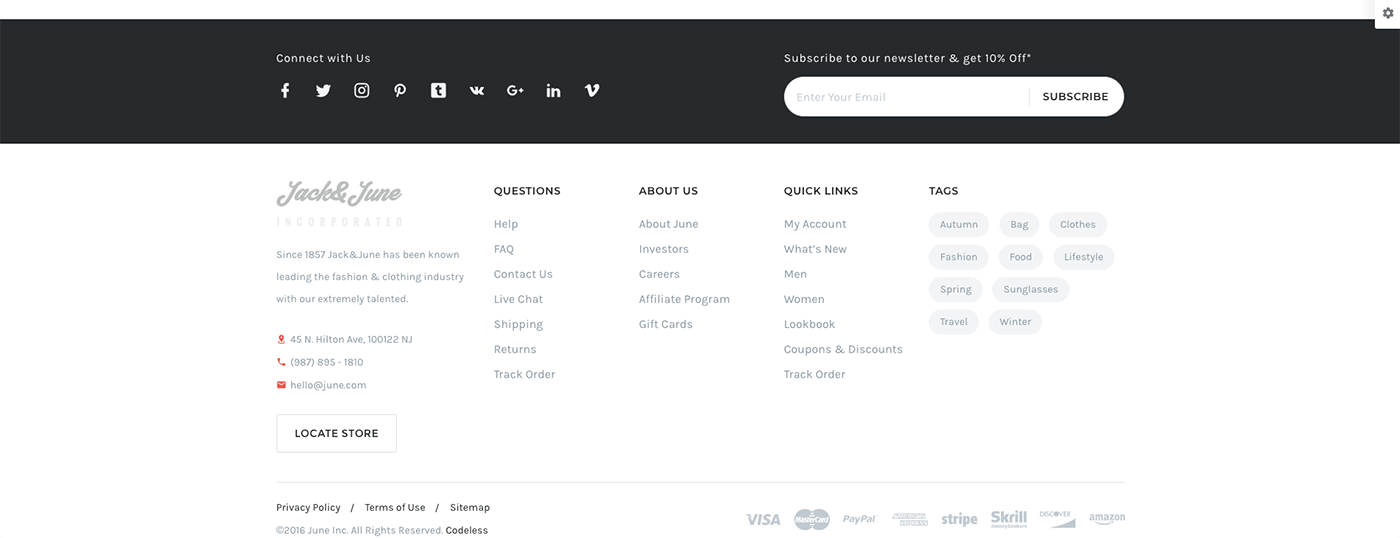 Connect with Us
Subscribe to our newsletter & get 10% Off*
Enter Your Email
SUBSCRIBE
Jack&June
INCORPORATED
Since 1857 Jack&June has been known
leading the fashion & clothing industry
with our extremely talented.
45 N. Hilton Ave, 100122 NJ
(987) 895 - 1810
hello@june.com
LOCATE STORE
QUESTIONS
Help
FAQ
Contact Us
Live Chat
Shipping
Returns
Track Order
ABOUT US
About June
Investors
Careers
Affiliate Program
Gift Cards
QUICK LINKS
My Account
What's New
Men
Women
Lookbook
Coupons & Discounts
Track Order
TAGS
Autumn Bag Clothes
Fashion Food Lifestyle
Spring Sunglasses
Travel Winter
Privacy Policy / Terms of Use / Sitemap
©2016 June Inc. All Rights Reserved. Codeless
VISA MasterCard PayPal AMERICAN EXPRESS stripe Skrill moneybookers DISCOVER amazon